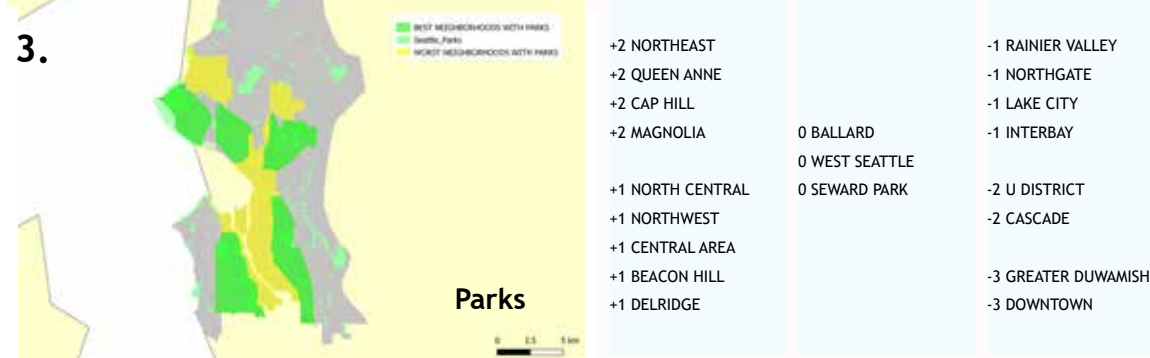 3.
BEST NEIGHBORHOODS WITH PARKS
Seattle_Parks
WORST NEIGHBORHOODS WITH PARKS
Parks
0 2.5 5 km
+2 NORTHEAST
+2 QUEEN ANNE
+2 CAP HILL
+2 MAGNOLIA
+1 NORTH CENTRAL
+1 NORTHWEST
+1 CENTRAL AREA
+1 BEACON HILL
+1 DELRIDGE
0 BALLARD
0 WEST SEATTLE
0 SEWARD PARK
-1 RAINIER VALLEY
-1 NORTHGATE
-1 LAKE CITY
-1 INTERBAY
-2 U DISTRICT
-2 CASCADE
-3 GREATER DUWAMISH
-3 DOWNTOWN